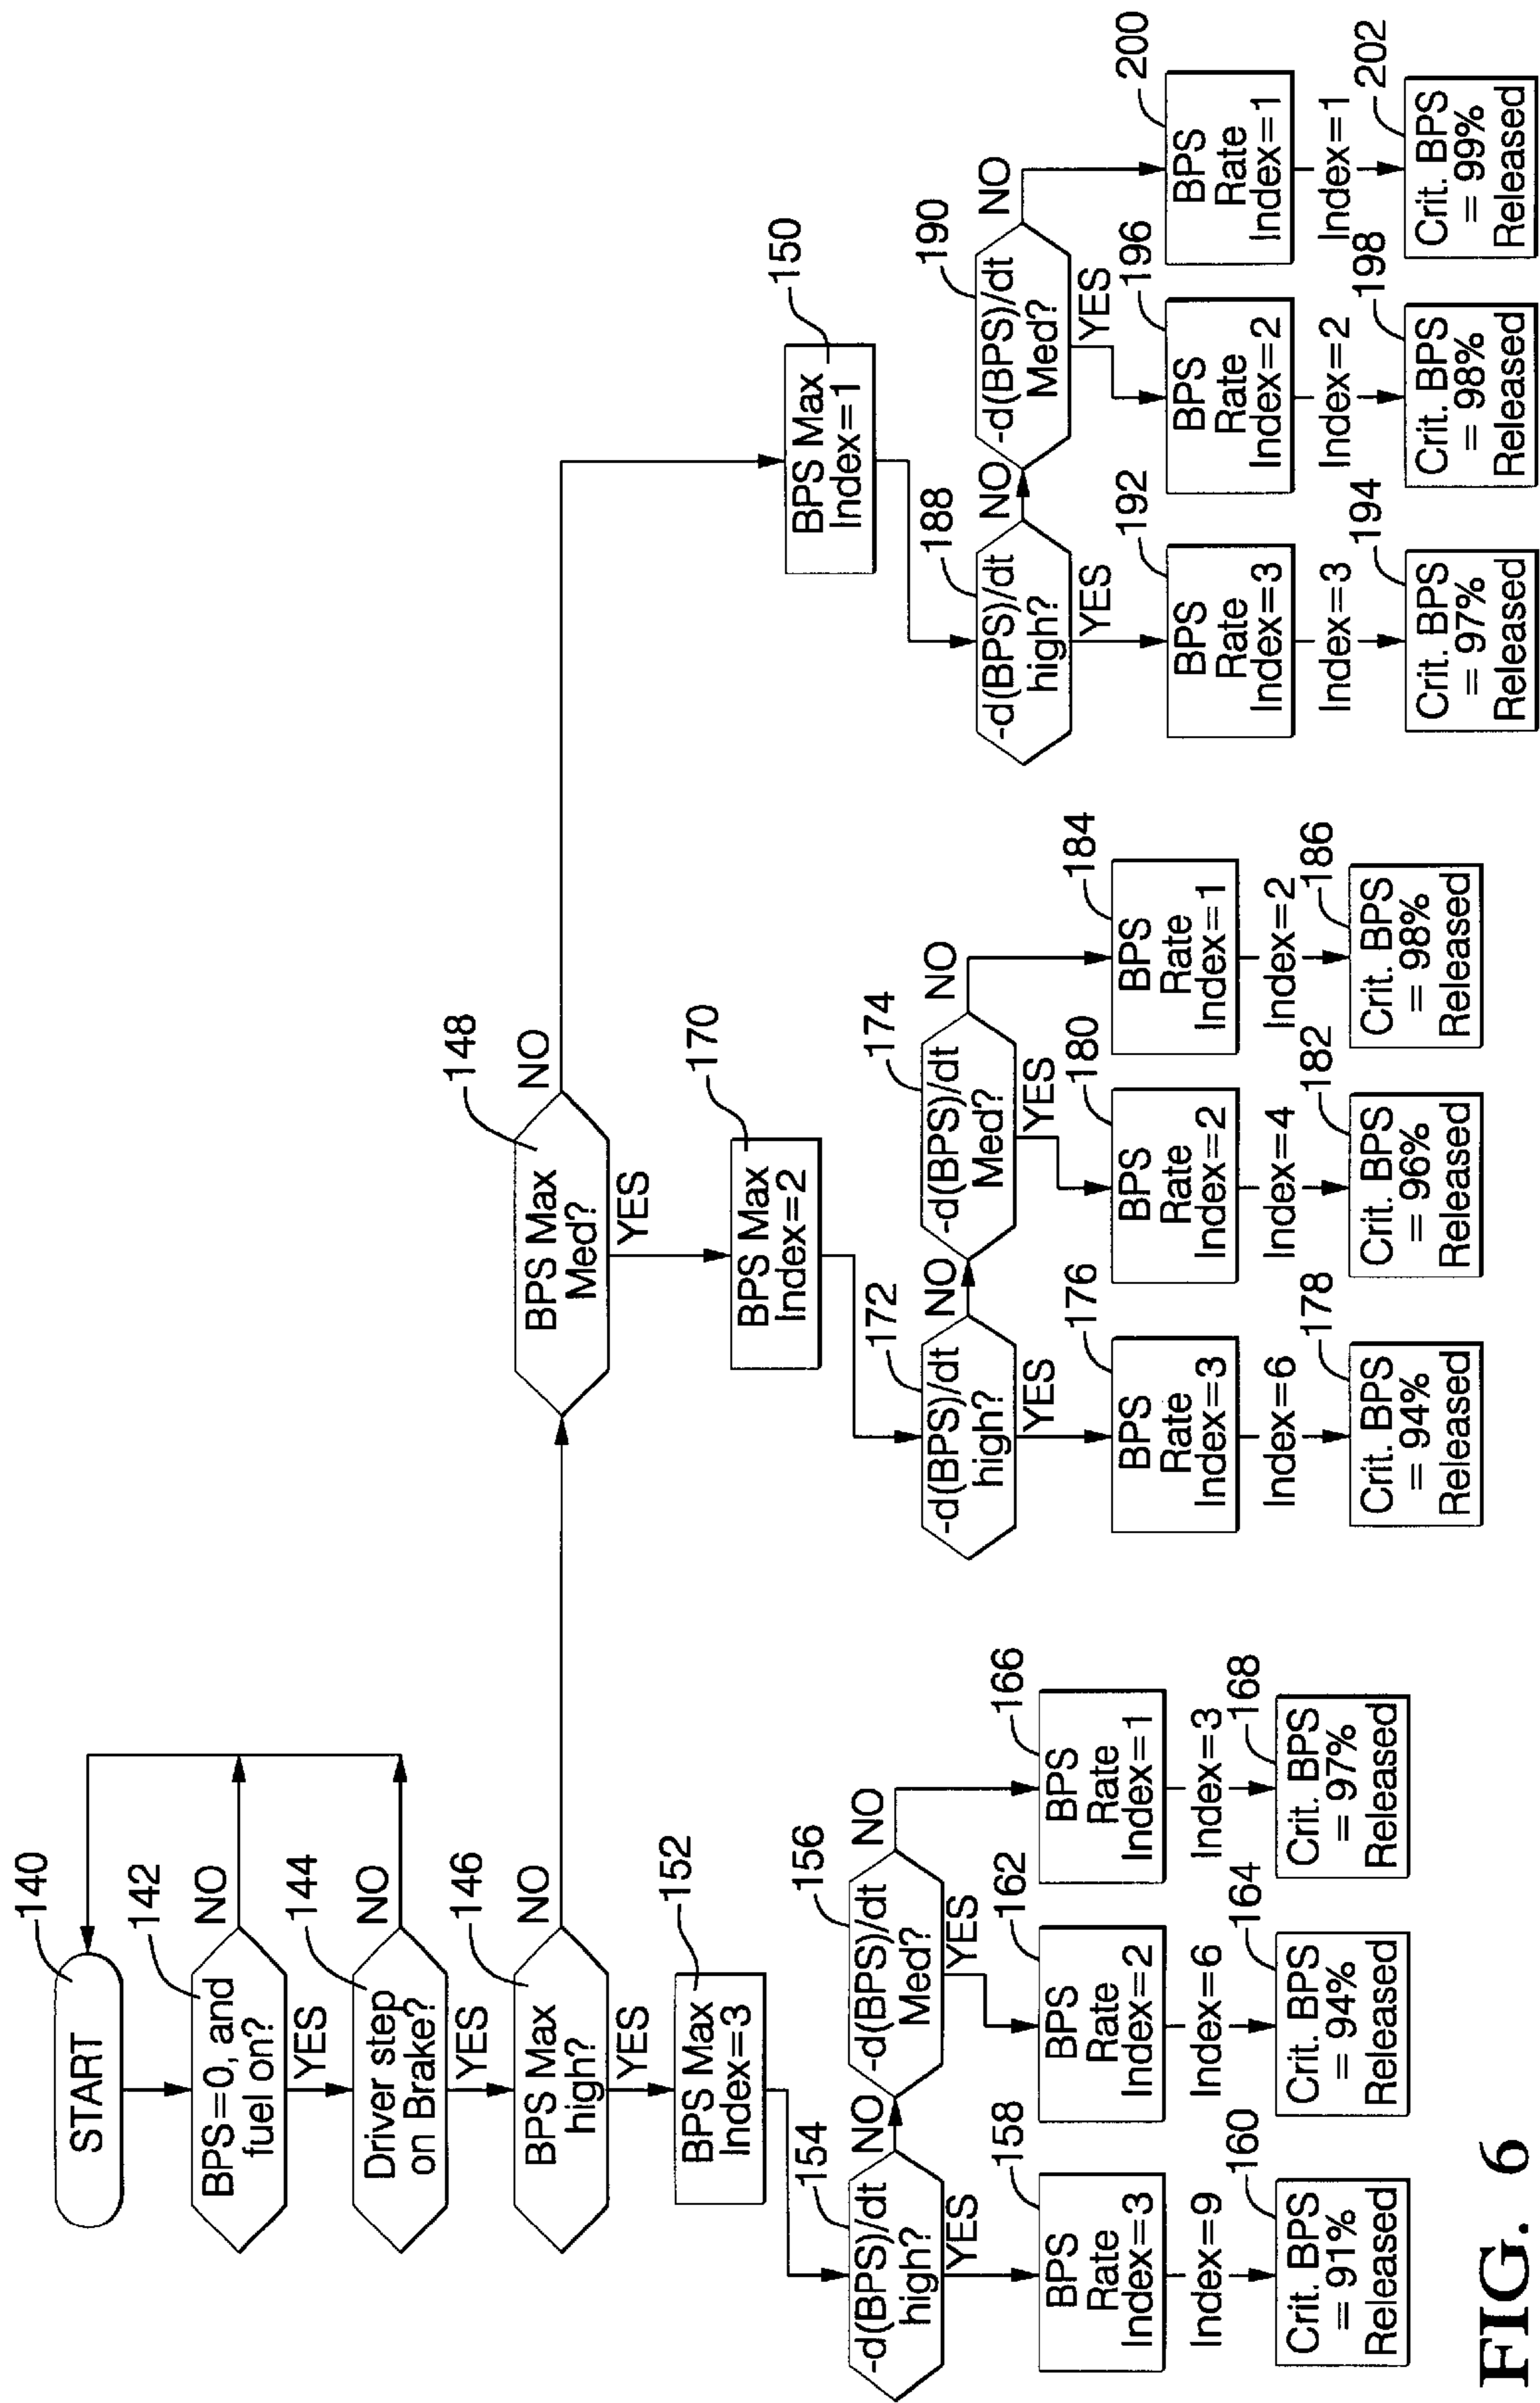 140
START
142
BPS=0, and
fuel on?
NO
YES
144
Driver step
on Brake?
NO
YES
146
BPS Max
high?
NO
YES
148
BPS Max
Med?
NO
YES
152
BPS Max
Index=3
170
BPS Max
Index=2
150
BPS Max
Index=1
154
-d(BPS)/dt
high?
NO
YES
156
-d(BPS)/dt
Med?
NO
YES
158
BPS
Rate
Index=3
162
BPS
Rate
Index=2
166
BPS
Rate
Index=1
Index=9
Index=6
Index=3
160
Crit. BPS
= 91%
Released
164
Crit. BPS
= 94%
Released
168
Crit. BPS
= 97%
Released
172
-d(BPS)/dt
high?
NO
YES
174
-d(BPS)/dt
Med?
NO
YES
176
BPS
Rate
Index=3
180
BPS
Rate
Index=2
184
BPS
Rate
Index=1
Index=6
Index=4
Index=2
178
Crit. BPS
= 94%
Released
182
Crit. BPS
= 96%
Released
186
Crit. BPS
= 98%
Released
188
-d(BPS)/dt
high?
NO
YES
190
-d(BPS)/dt
Med?
NO
YES
192
BPS
Rate
Index=3
196
BPS
Rate
Index=2
200
BPS
Rate
Index=1
Index=3
Index=2
Index=1
194
Crit. BPS
= 97%
Released
198
Crit. BPS
= 98%
Released
202
Crit. BPS
= 99%
Released
FIG. 6